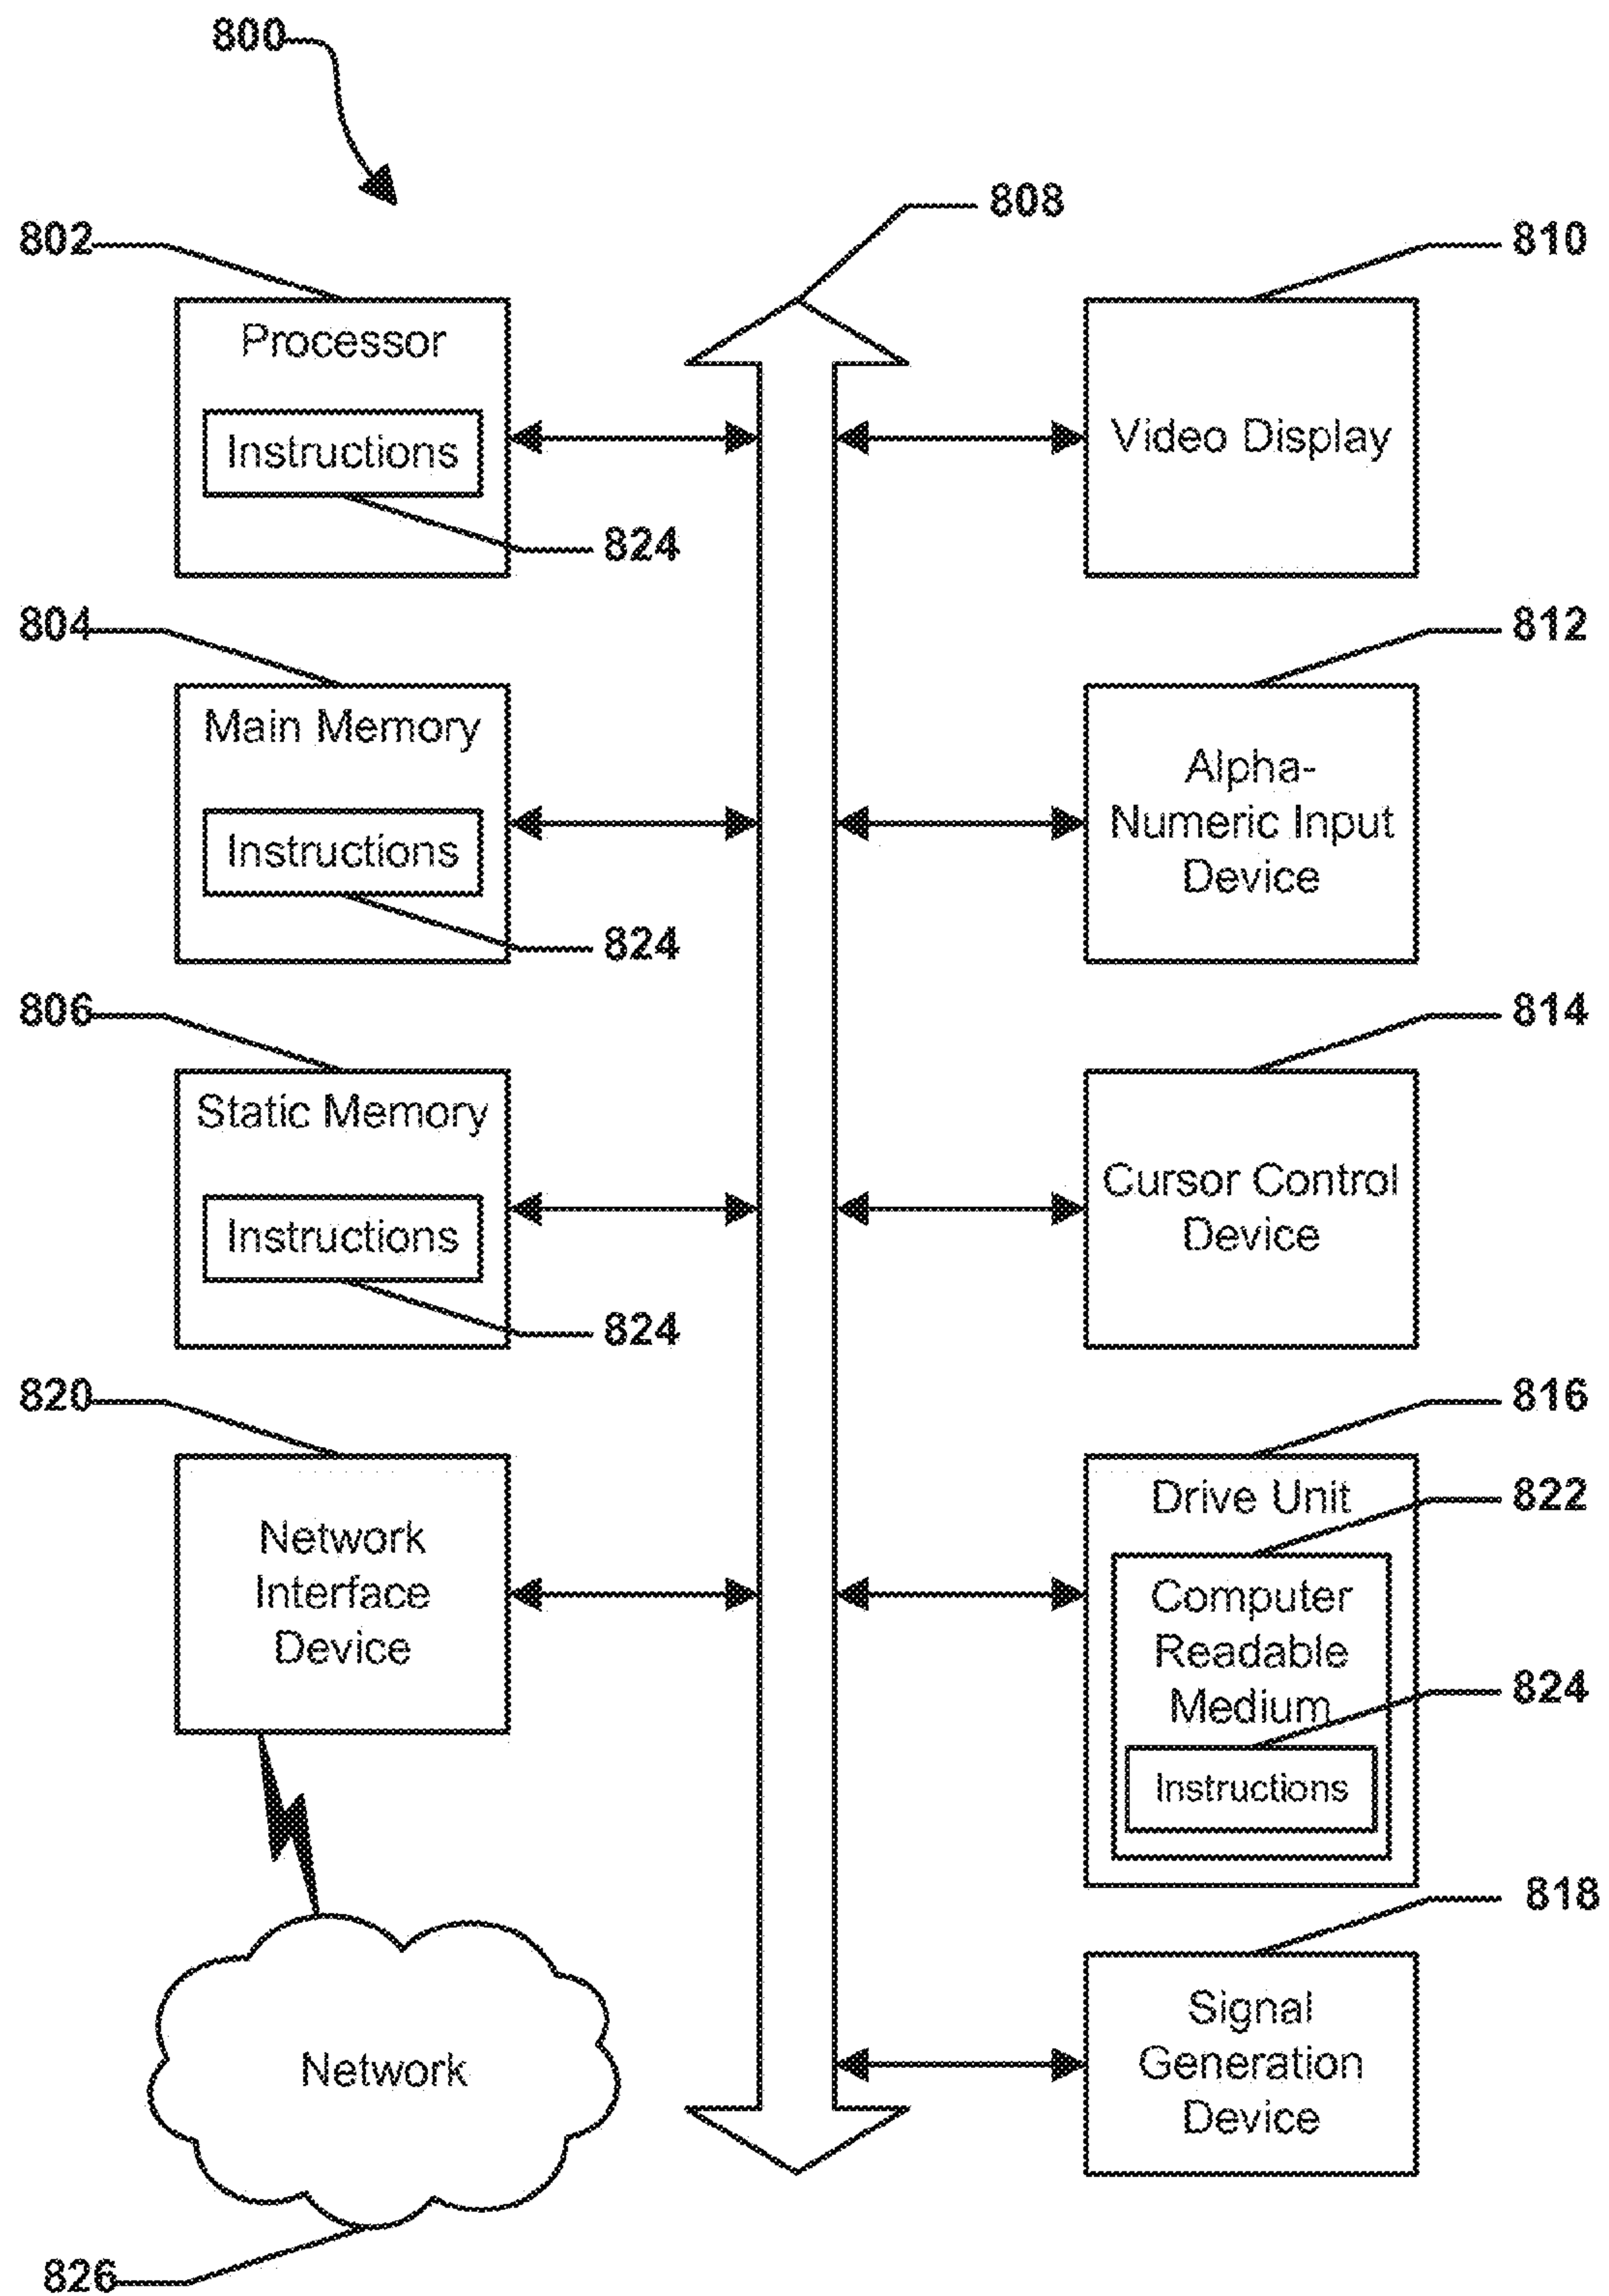 800
808
802
810
Processor
Instructions
Video Display
824
804
812
Main Memory
Alpha-
Numeric Input
Device
Instructions
824
806
814
Static Memory
Cursor Control
Device
Instructions
824
820
816
Drive Unit
822
Network
Interface
Device
Computer
Readable
Medium
824
Instructions
818
Signal
Generation
Device
Network
826